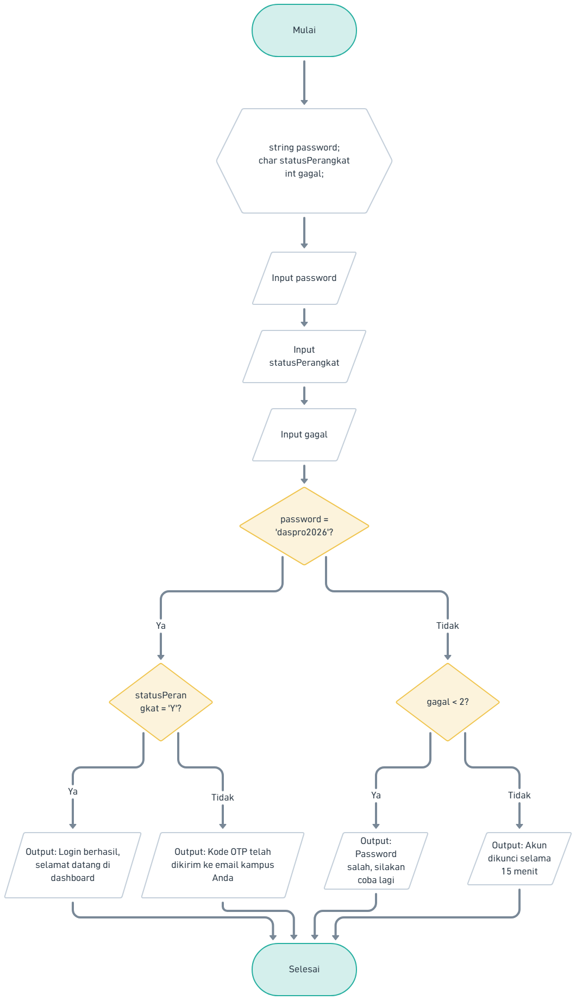 Mulai
string password;
char statusPerangkat
int gagal;
Input password
Input
statusPerangkat
Input gagal
password =
'daspro2026'?
Ya
Tidak
statusPeran
gkat = 'Y'?
gagal < 2?
Ya
Tidak
Ya
Tidak
Output: Login berhasil,
selamat datang di
dashboard
Output: Kode OTP telah
dikirim ke email kampus
Anda
Output:
Password
salah, silakan
coba lagi
Output: Akun
dikunci selama
15 menit
Selesai